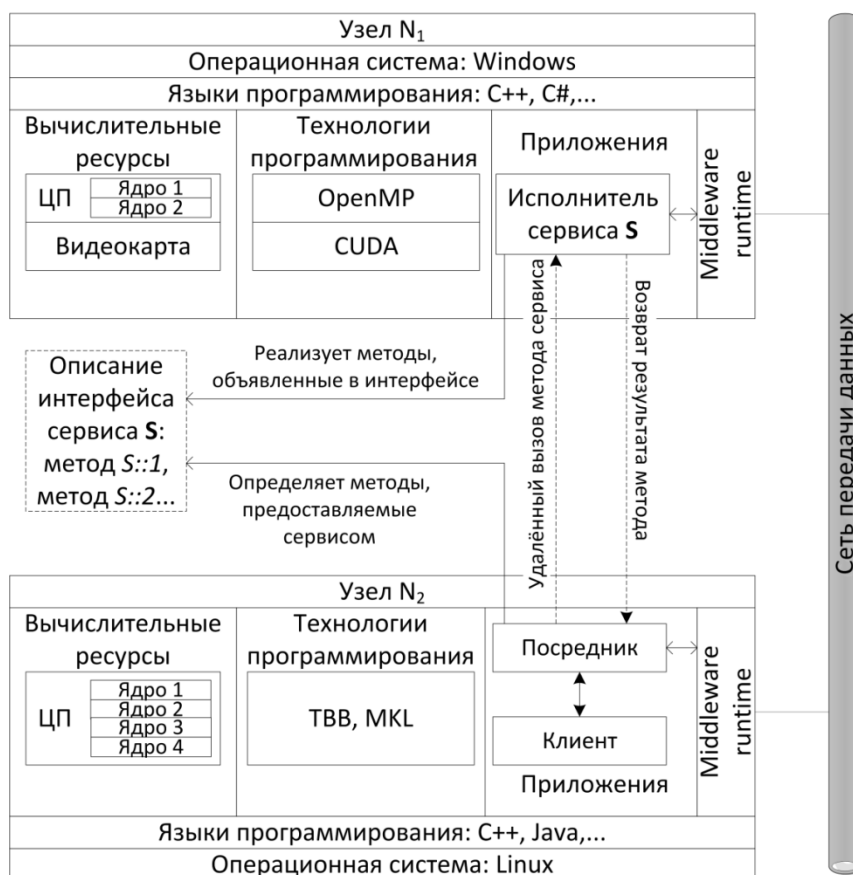 Узел N₁
Операционная система: Windows
Языки программирования: C++, C#,...
Вычислительные
ресурсы
ЦП
Ядро 1
Ядро 2
Видеокарта
Технологии
программирования
OpenMP
CUDA
Приложения
Исполнитель
сервиса S
Middleware
runtime
Удалённый вызов метода сервиса
Возврат результата
метода
Реализует методы,
объявленные в интерфейсе
Описание
интерфейса
сервиса S:
метод S::1,
метод S::2...
Определяет методы,
предоставляемые
сервисом
Сеть передачи данных
Узел N₂
Вычислительные
ресурсы
ЦП
Ядро 1
Ядро 2
Ядро 3
Ядро 4
Технологии
программирования
TBB, MKL
Посредник
Клиент
Приложения
Middleware
runtime
Языки программирования: C++, Java,...
Операционная система: Linux